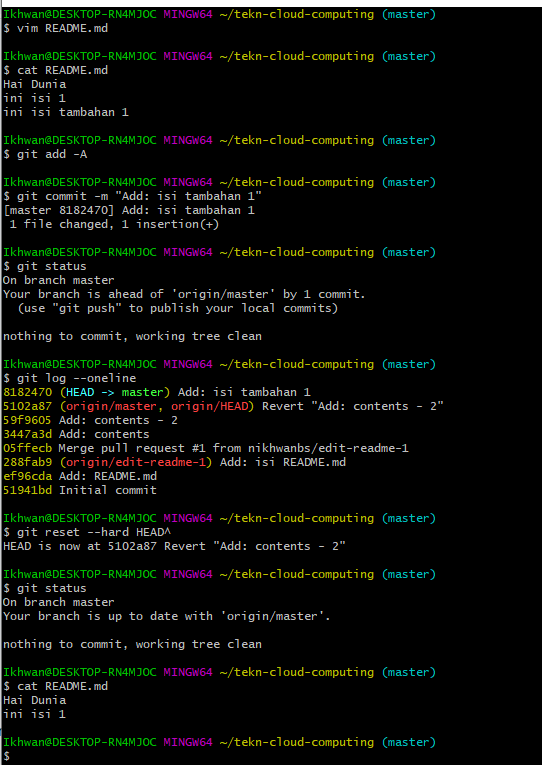 Ikhwan@DESKTOP-RN4MJOC MINGW64 ~/tekn-cloud-computing (master)
$ vim README.md
Ikhwan@DESKTOP-RN4MJOC MINGW64 ~/tekn-cloud-computing (master)
$ cat README.md
Hai Dunia
ini isi 1
ini isi tambahan 1
Ikhwan@DESKTOP-RN4MJOC MINGW64 ~/tekn-cloud-computing (master)
$ git add -A
Ikhwan@DESKTOP-RN4MJOC MINGW64 ~/tekn-cloud-computing (master)
$ git commit -m "Add: isi tambahan 1"
[master 8182470] Add: isi tambahan 1
 1 file changed, 1 insertion(+)
Ikhwan@DESKTOP-RN4MJOC MINGW64 ~/tekn-cloud-computing (master)
$ git status
On branch master
Your branch is ahead of 'origin/master' by 1 commit.
  (use "git push" to publish your local commits)
nothing to commit, working tree clean
Ikhwan@DESKTOP-RN4MJOC MINGW64 ~/tekn-cloud-computing (master)
$ git log --oneline
8182470 (HEAD -> master) Add: isi tambahan 1
5102a87 (origin/master, origin/HEAD) Revert "Add: contents - 2"
59f9605 Add: contents - 2
3447a3d Add: contents
05ffecb Merge pull request #1 from nikhwanbs/edit-readme-1
288fab9 (origin/edit-readme-1) Add: isi README.md
ef96cda Add: README.md
51941bd Initial commit
Ikhwan@DESKTOP-RN4MJOC MINGW64 ~/tekn-cloud-computing (master)
$ git reset --hard HEAD^
HEAD is now at 5102a87 Revert "Add: contents - 2"
Ikhwan@DESKTOP-RN4MJOC MINGW64 ~/tekn-cloud-computing (master)
$ git status
On branch master
Your branch is up to date with 'origin/master'.
nothing to commit, working tree clean
Ikhwan@DESKTOP-RN4MJOC MINGW64 ~/tekn-cloud-computing (master)
$ cat README.md
Hai Dunia
ini isi 1
Ikhwan@DESKTOP-RN4MJOC MINGW64 ~/tekn-cloud-computing (master)
$